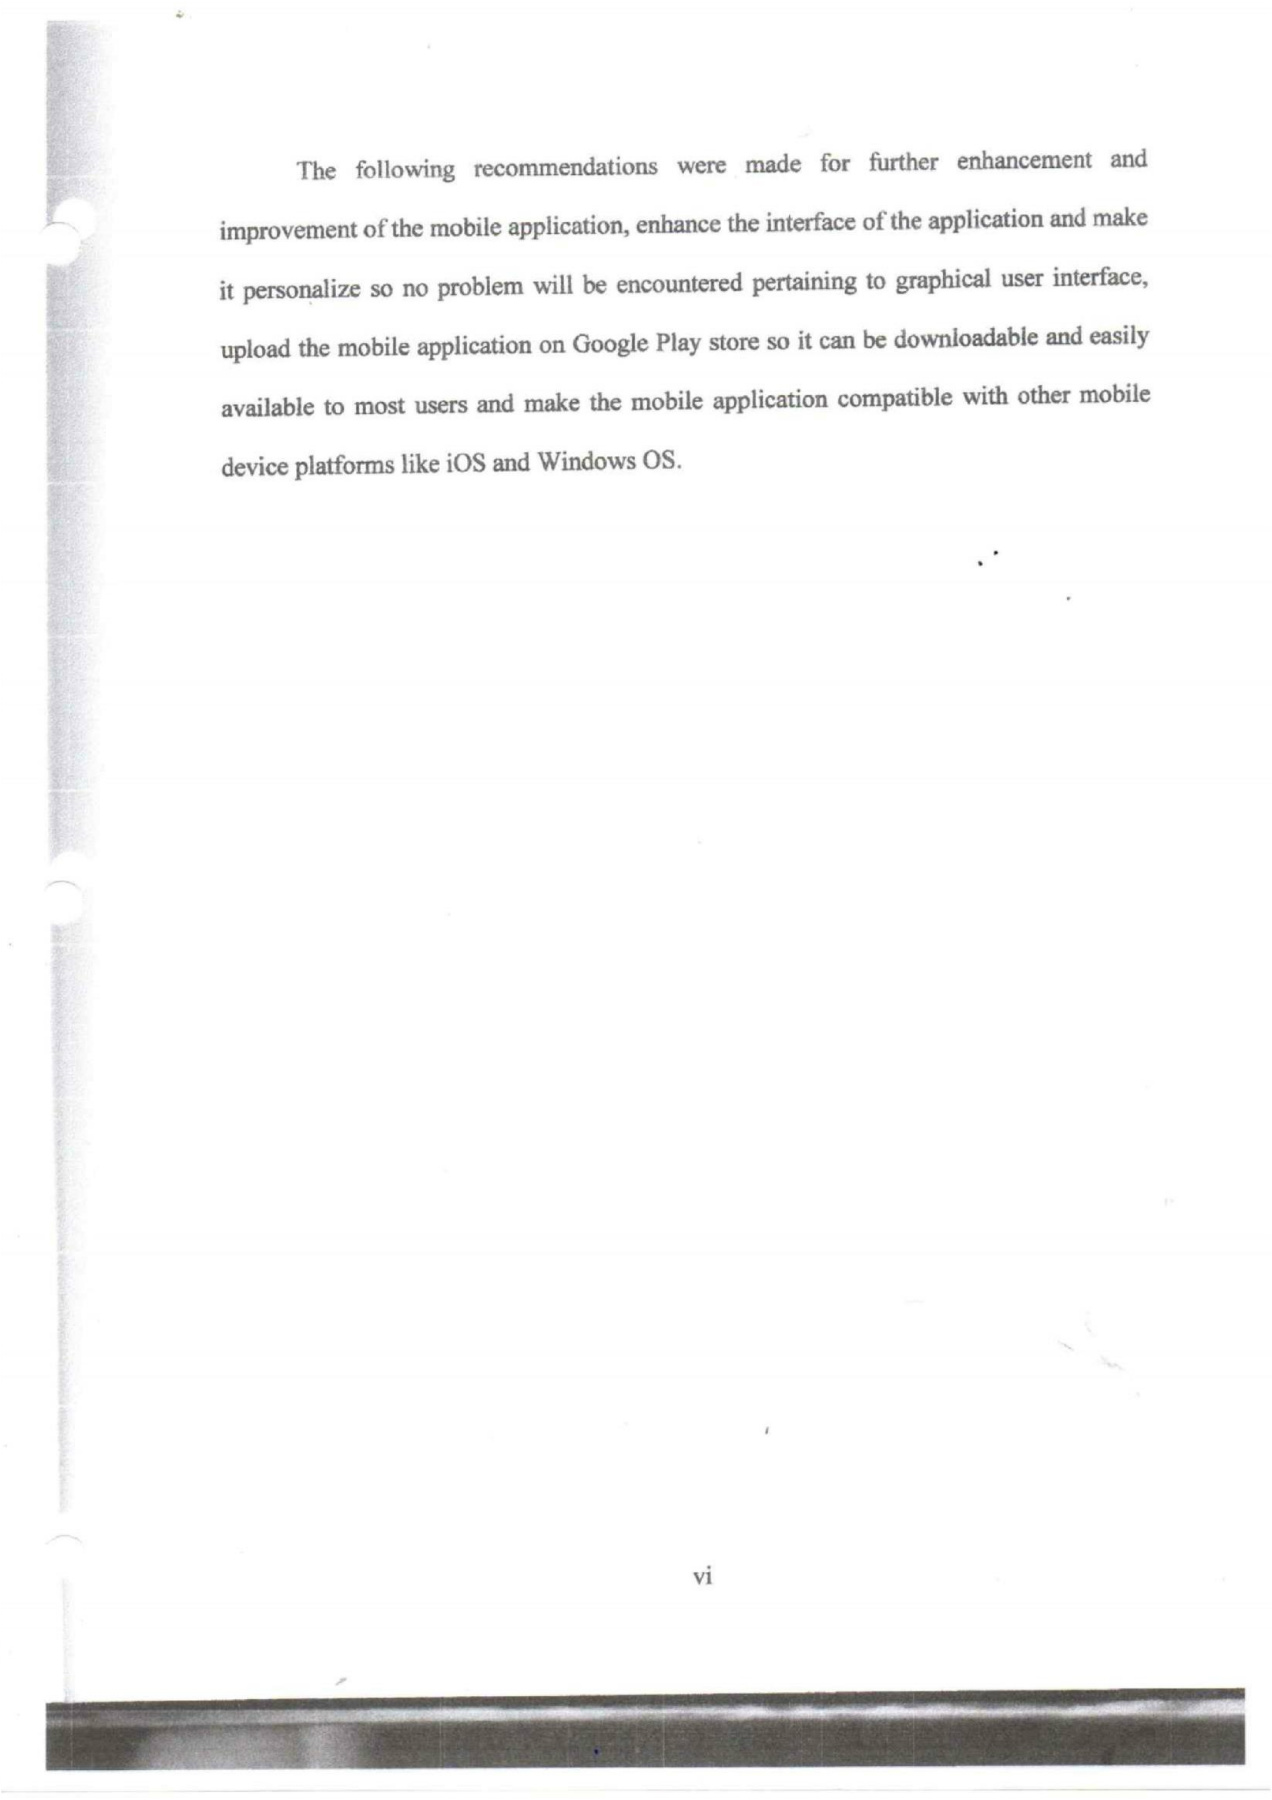 The following recommendations were made for further enhancement and
improvement of the mobile application, enhance the interface of the application and make
it personalize so no problem will be encountered pertaining to graphical user interface,
upload the mobile application on Google Play store so it can be downloadable and easily
available to most users and make the mobile application compatible with other mobile
device platforms like iOS and Windows OS.
vi